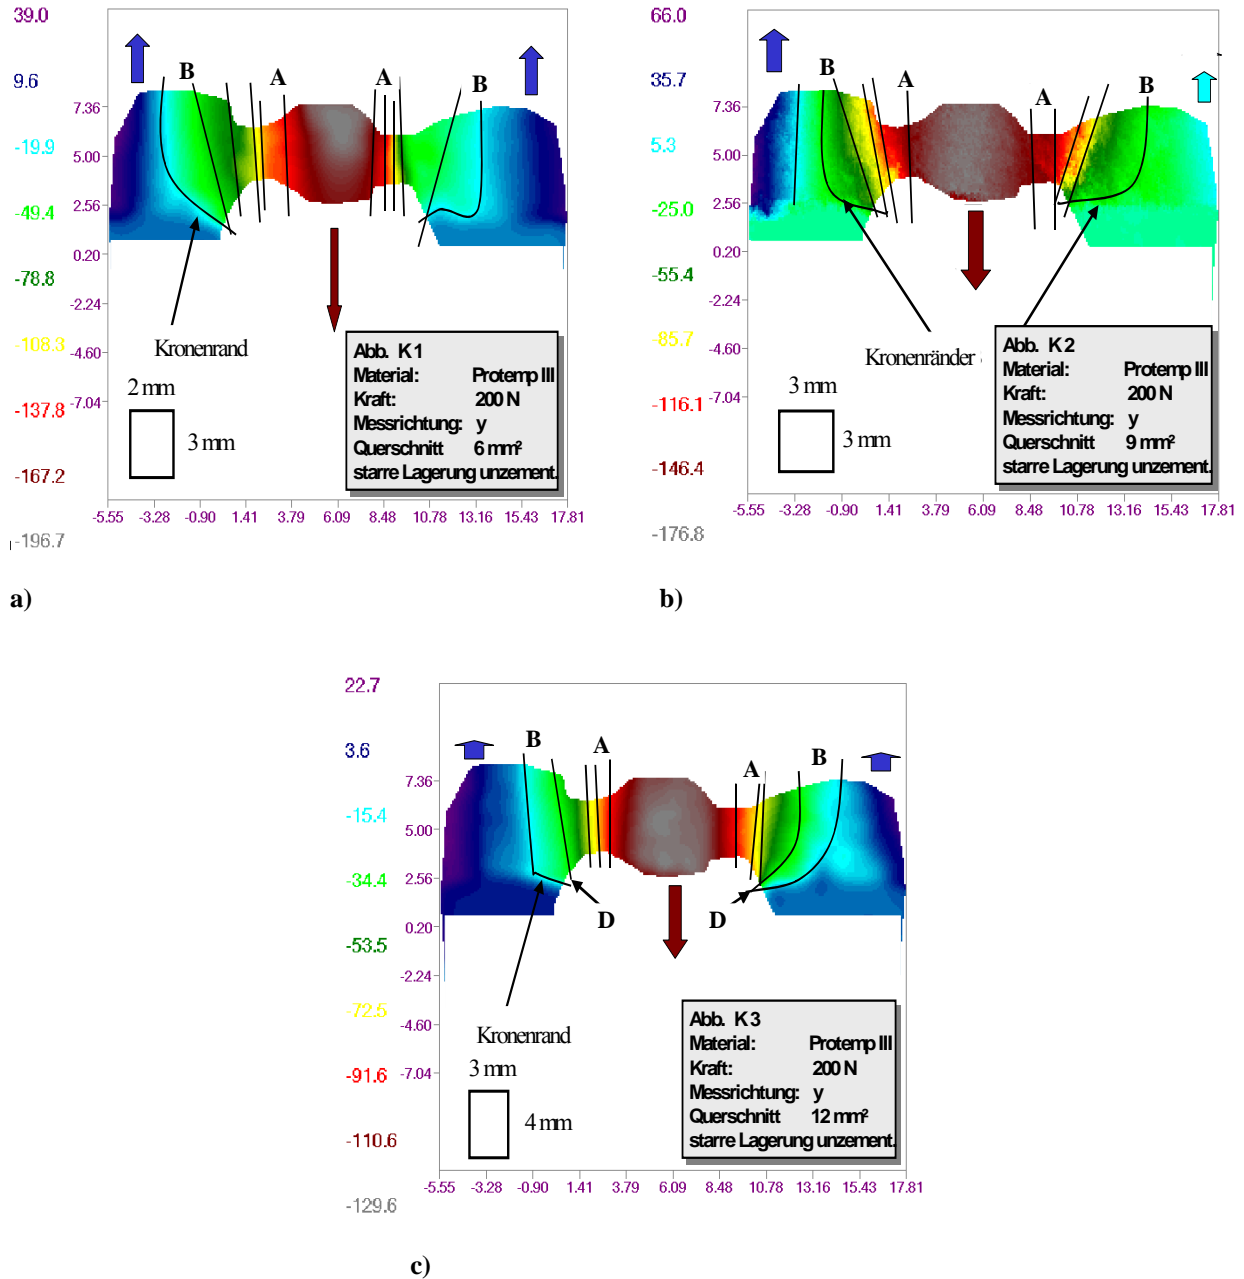 39.0
9.6
-19.9
-49.4
-78.8
-108.3
-137.8
-167.2
-196.7
7.36
5.00
2.56
0.20
-2.24
-4.60
-7.04
B
A
A
B
Kronenrand
2 mm
3 mm
Abb. K 1
Material: Protemp III
Kraft: 200 N
Messrichtung: y
Querschnitt 6 mm²
starre Lagerung unzement.
-5.55 -3.28 -0.90 1.41 3.79 6.09 8.48 10.78 13.16 15.43 17.81
a)
66.0
35.7
5.3
-25.0
-55.4
-85.7
-116.1
-146.4
-176.8
7.36
5.00
2.56
0.20
-2.24
-4.60
-7.04
B
A
A
B
Kronenränder
3 mm
3 mm
Abb. K 2
Material: Protemp III
Kraft: 200 N
Messrichtung: y
Querschnitt 9 mm²
starre Lagerung unzement.
-5.55 -3.28 -0.90 1.41 3.79 6.09 8.48 10.78 13.16 15.43 17.81
b)
22.7
3.6
-15.4
-34.4
-53.5
-72.5
-91.6
-110.6
-129.6
7.36
5.00
2.56
0.20
-2.24
-4.60
-7.04
B
A
A
B
D
D
Kronenrand
3 mm
4 mm
Abb. K 3
Material: Protemp III
Kraft: 200 N
Messrichtung: y
Querschnitt 12 mm²
starre Lagerung unzement.
-5.55 -3.28 -0.90 1.41 3.79 6.09 8.48 10.78 13.16 15.43 17.81
c)